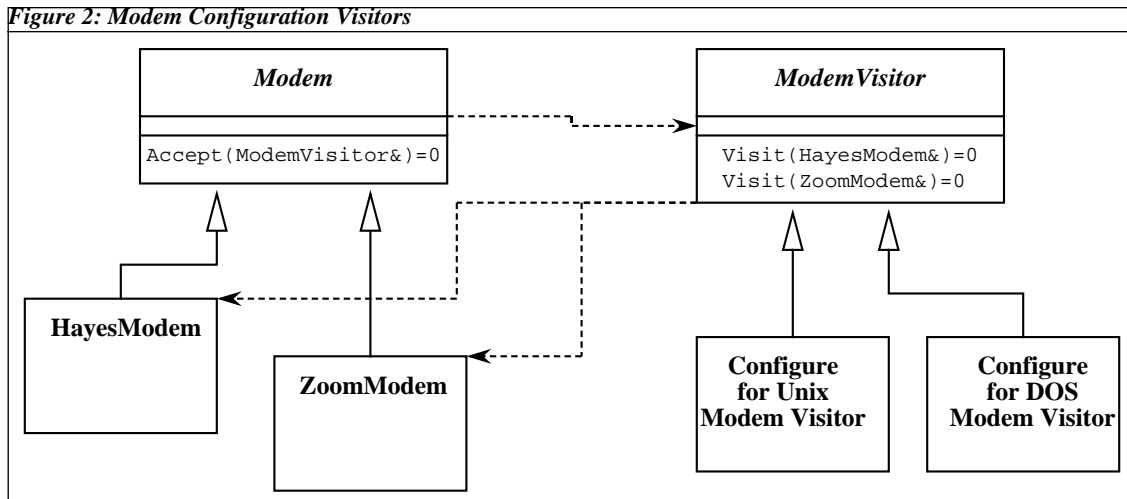 Figure 2: Modem Configuration Visitors
Modem
Accept(ModemVisitor&)=0
ModemVisitor
Visit(HayesModem&)=0
Visit(ZoomModem&)=0
HayesModem
ZoomModem
Configure
for Unix
Modem Visitor
Configure
for DOS
Modem Visitor